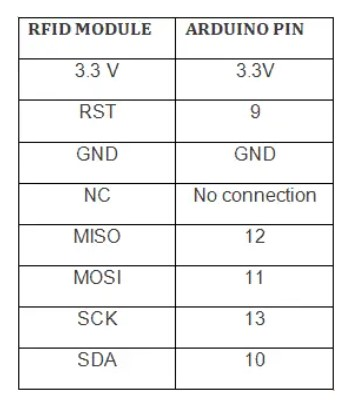 RFID MODULE ARDUINO PIN
3.3 V 3.3V
RST 9
GND GND
NC No connection
MISO 12
MOSI 11
SCK 13
SDA 10